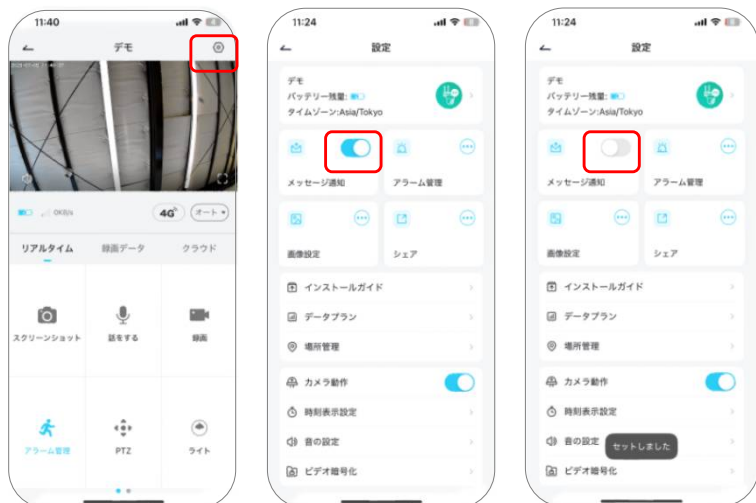 11:40
デモ
0KB/s
4G
オート
リアルタイム
録画データ
クラウド
スクリーンショット
話をする
録画
アラーム管理
PTZ
ライト
11:24
設定
デモ
バッテリー残量:
タイムゾーン:Asia/Tokyo
メッセージ通知
アラーム管理
画像設定
シェア
インストールガイド
データプラン
場所管理
カメラ動作
時刻表示設定
音の設定
ビデオ暗号化
11:24
設定
デモ
バッテリー残量:
タイムゾーン:Asia/Tokyo
メッセージ通知
アラーム管理
画像設定
シェア
インストールガイド
データプラン
場所管理
カメラ動作
時刻表示設定
音の設定
セットしました
ビデオ暗号化